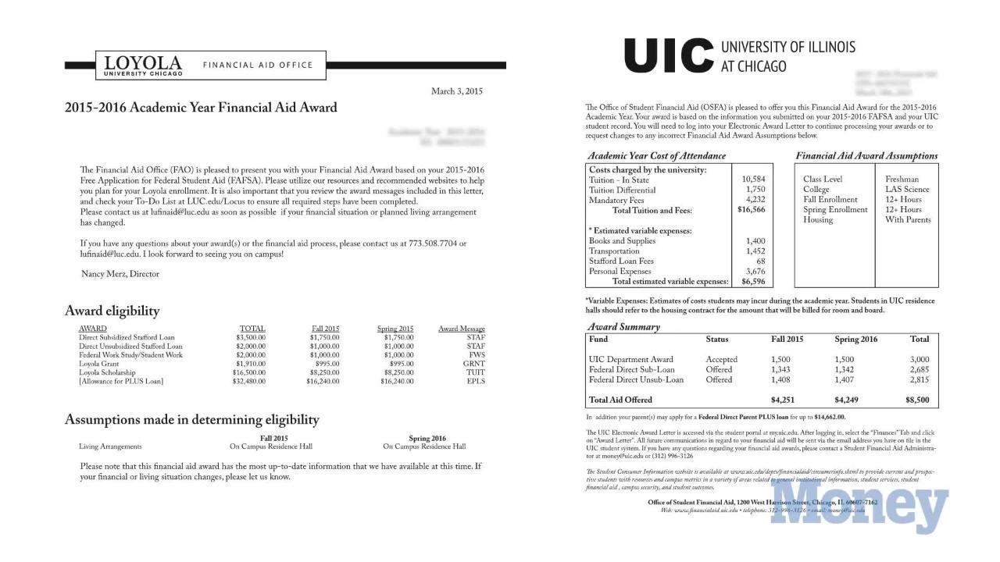 LOYOLA
UNIVERSITY CHICAGO
FINANCIAL AID OFFICE
March 3, 2015
2015-2016 Academic Year Financial Aid Award
The Financial Aid Office (FAO) is pleased to present you with your Financial Aid Award based on your 2015-2016
Free Application for Federal Student Aid (FAFSA). Please utilize our resources and recommended websites to help
you plan for your Loyola enrollment. It is also important that you review the award messages included in this letter,
and check your To-Do List at LUC.edu/Locus to ensure all required steps have been completed.
Please contact us at lufinaid@luc.edu as soon as possible if your financial situation or planned living arrangement
has changed.
If you have any questions about your award(s) or the financial aid process, please contact us at 773.508.7704 or
lufinaid@luc.edu. I look forward to seeing you on campus!
Nancy Merz, Director
Award eligibility
AWARD TOTAL Fall 2015 Spring 2015 Award Message
Direct Subsidized Stafford Loan $3,500.00 $1,750.00 $1,750.00 STAF
Direct Unsubsidized Stafford Loan $2,000.00 $1,000.00 $1,000.00 STAF
Federal Work Study/Student Work $2,000.00 $1,000.00 $1,000.00 FWS
Loyola Grant $1,910.00 $995.00 $995.00 GRNT
Loyola Scholarship $16,500.00 $8,250.00 $8,250.00 TUIT
[Allowance for PLUS Loan] $32,480.00 $16,240.00 $16,240.00 EPLS
Assumptions made in determining eligibility
Fall 2015 Spring 2016
Living Arrangements On Campus Residence Hall On Campus Residence Hall
Please note that this financial aid award has the most up-to-date information that we have available at this time. If
your financial or living situation changes, please let us know.
UIC UNIVERSITY OF ILLINOIS
AT CHICAGO
The Office of Student Financial Aid (OSFA) is pleased to offer you this Financial Aid Award for the 2015-2016
Academic Year. Your award is based on the information you submitted on your 2015-2016 FAFSA and your UIC
student record. You will need to log into your Electronic Award Letter to continue processing your awards or to
request changes to any incorrect Financial Aid Award Assumptions below.
Academic Year Cost of Attendance
Costs charged by the university:
Tuition - In State 10,584
Tuition Differential 1,750
Mandatory Fees 4,232
Total Tuition and Fees: $16,566
* Estimated variable expenses:
Books and Supplies 1,400
Transportation 1,452
Stafford Loan Fees 68
Personal Expenses 3,676
Total estimated variable expenses: $6,596
Financial Aid Award Assumptions
Class Level Freshman
College LAS Science
Fall Enrollment 12+ Hours
Spring Enrollment 12+ Hours
Housing With Parents
*Variable Expenses: Estimates of costs students may incur during the academic year. Students in UIC residence
halls should refer to the housing contract for the amount that will be billed for room and board.
Award Summary
Fund Status Fall 2015 Spring 2016 Total
UIC Department Award Accepted 1,500 1,500 3,000
Federal Direct Sub-Loan Offered 1,343 1,342 2,685
Federal Direct Unsub-Loan Offered 1,408 1,407 2,815
Total Aid Offered $4,251 $4,249 $8,500
In addition your parent(s) may apply for a Federal Direct Parent PLUS loan for up to $14,662.00.
The UIC Electronic Award Letter is accessed via the student portal at my.uic.edu. After logging in, select the "Finances" Tab and click
on "Award Letter". All future communications in regard to your financial aid will be sent via the email address you have on file in the
UIC student system. If you have any questions regarding your financial aid awards, please contact a Student Financial Aid Administra-
tor at money@uic.edu or (312) 996-3126
The Student Consumer Information website is available at www.uic.edu/depts/financialaid/consumerinfo.shtml to provide current and prospec-
tive students with resources and campus metrics in a variety of areas related to general institutional information, student services, student
financial aid , campus security, and student outcomes.
Office of Student Financial Aid, 1200 West Harrison Street, Chicago, IL 60607-7162
Web: www.financialaid.uic.edu • telephone: 312-996-3126 • email: money@uic.edu
Money